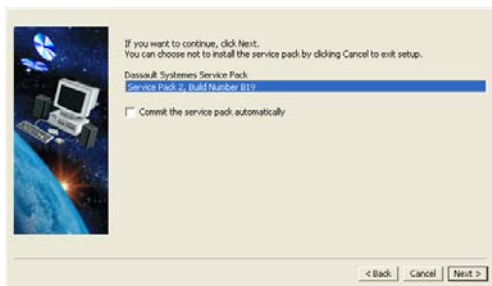 If you want to continue, click Next.
You can choose not to install the service pack by clicking Cancel to exit setup.
Dassault Systemes Service Pack
Service Pack 2, Build Number B19
Commit the service pack automatically
< Back Cancel Next >